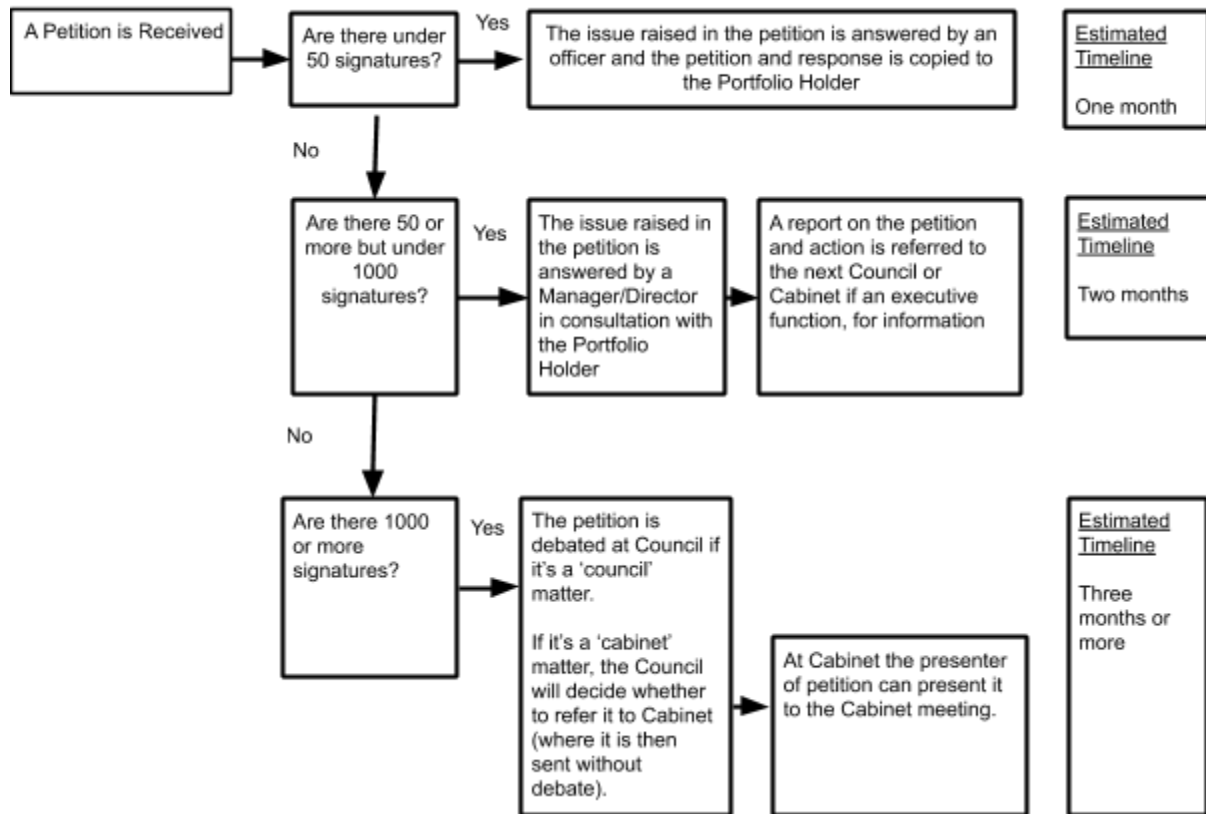 A Petition is Received
Are there under
50 signatures?
Yes
The issue raised in the petition is answered by an
officer and the petition and response is copied to
the Portfolio Holder
Estimated
Timeline
One month
No
Are there 50 or
more but under
1000
signatures?
Yes
The issue raised in
the petition is
answered by a
Manager/Director
in consultation with
the Portfolio
Holder
A report on the petition
and action is referred to
the next Council or
Cabinet if an executive
function, for information
Estimated
Timeline
Two months
No
Are there 1000
or more
signatures?
Yes
The petition is
debated at Council if
it's a ‘council’
matter.
If it's a ‘cabinet’
matter, the Council
will decide whether
to refer it to Cabinet
(where it is then
sent without
debate).
At Cabinet the presenter
of petition can present it
to the Cabinet meeting.
Estimated
Timeline
Three
months or
more